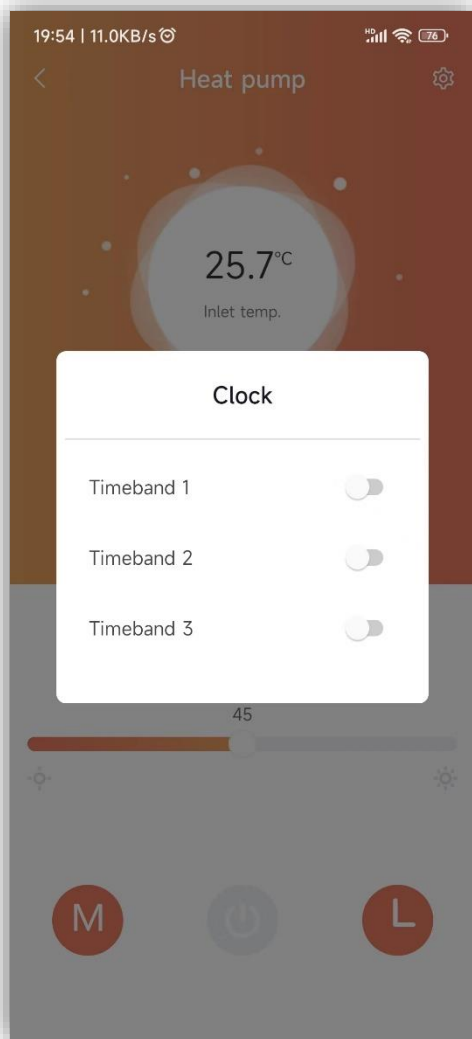 19:54 | 11.0KB/s HD 76
Heat pump
25.7°C
Inlet temp.
Clock
Timeband 1
Timeband 2
Timeband 3
45
M